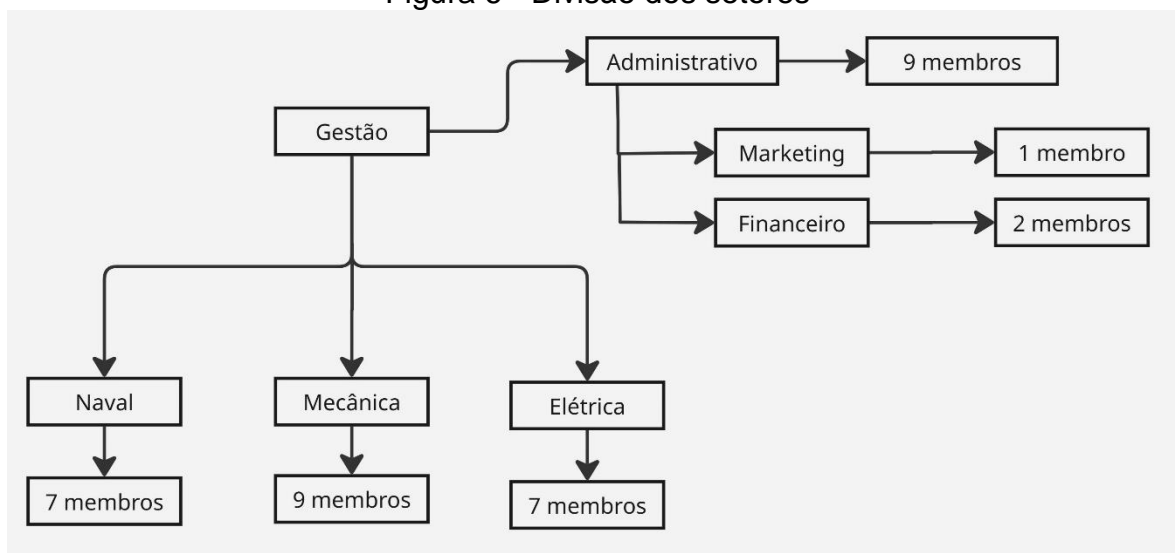 Administrativo
9 membros
Gestão
Marketing
1 membro
Financeiro
2 membros
Naval
Mecânica
Elétrica
7 membros
9 membros
7 membros